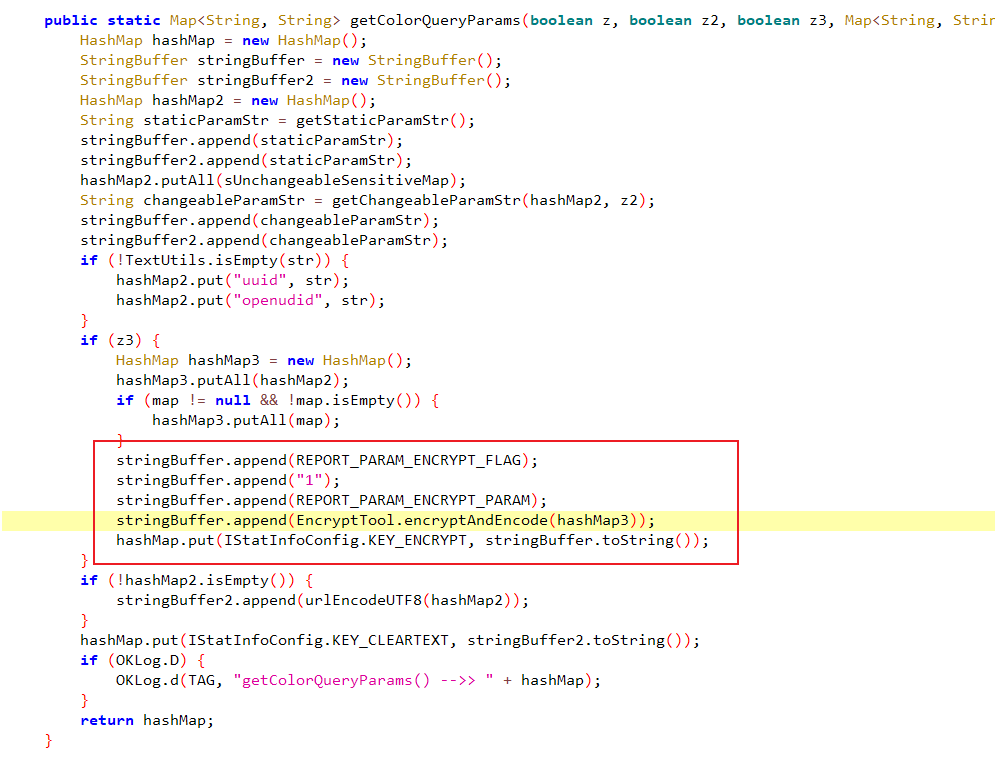 public static Map<String, String> getColorQueryParams(boolean z, boolean z2, boolean z3, Map<String, Strin
HashMap hashMap = new HashMap();
StringBuffer stringBuffer = new StringBuffer();
StringBuffer stringBuffer2 = new StringBuffer();
HashMap hashMap2 = new HashMap();
String staticParamStr = getStaticParamStr();
stringBuffer.append(staticParamStr);
stringBuffer2.append(staticParamStr);
hashMap2.putAll(sUnchangeableSensitiveMap);
String changeableParamStr = getChangeableParamStr(hashMap2, z2);
stringBuffer.append(changeableParamStr);
stringBuffer2.append(changeableParamStr);
if (!TextUtils.isEmpty(str)) {
hashMap2.put("uuid", str);
hashMap2.put("openudid", str);
}
if (z3) {
HashMap hashMap3 = new HashMap();
hashMap3.putAll(hashMap2);
if (map != null && !map.isEmpty()) {
hashMap3.putAll(map);
}
stringBuffer.append(REPORT_PARAM_ENCRYPT_FLAG);
stringBuffer.append("1");
stringBuffer.append(REPORT_PARAM_ENCRYPT_PARAM);
stringBuffer.append(EncryptTool.encryptAndEncode(hashMap3));
hashMap.put(IStatInfoConfig.KEY_ENCRYPT, stringBuffer.toString());
}
if (!hashMap2.isEmpty()) {
stringBuffer2.append(urlEncodeUTF8(hashMap2));
}
hashMap.put(IStatInfoConfig.KEY_CLEARTEXT, stringBuffer2.toString());
if (OKLog.D) {
OKLog.d(TAG, "getColorQueryParams() -->> " + hashMap);
}
return hashMap;
}